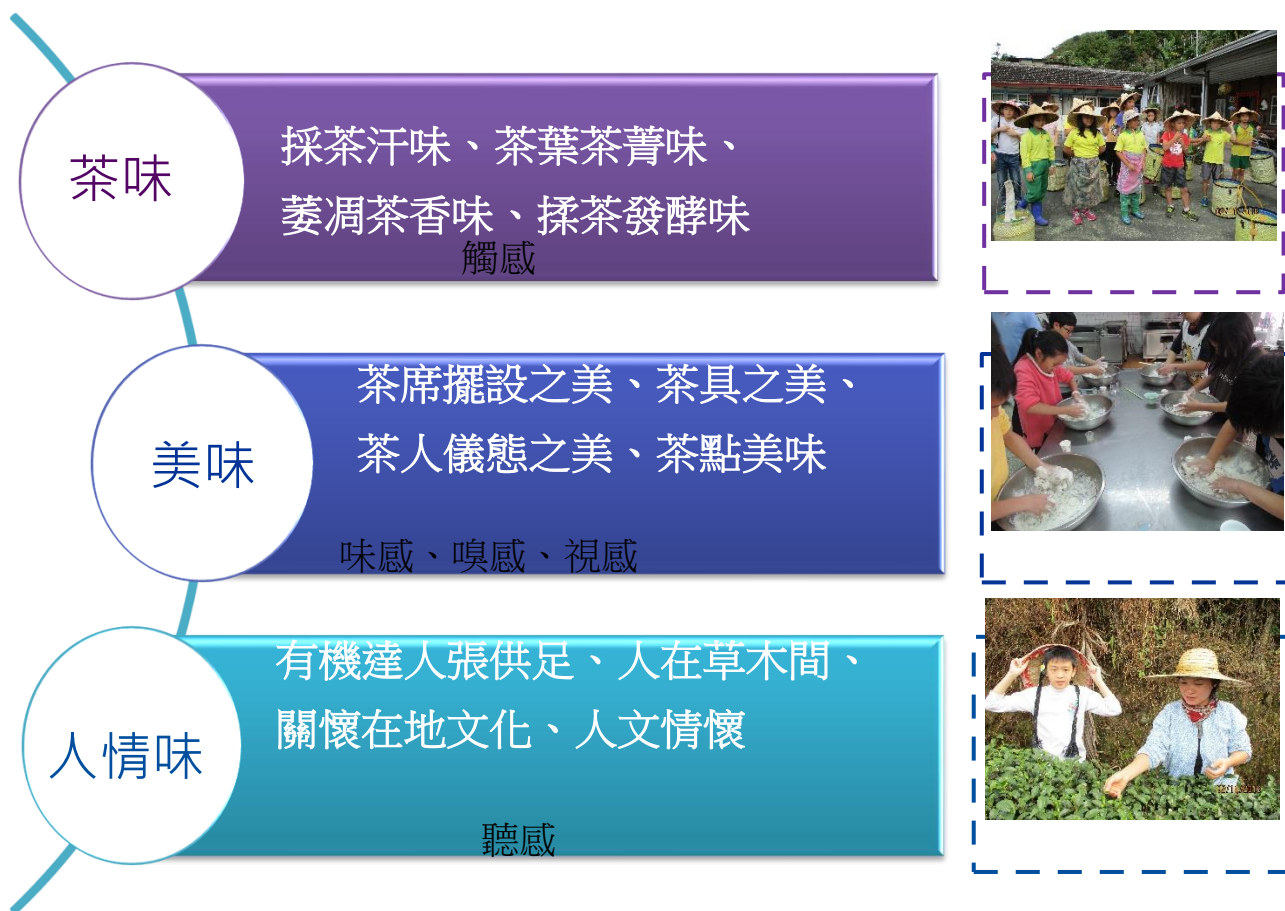 茶味
採茶汗味、茶葉茶菁味、
萎凋茶香味、揉茶發酵味
觸感
美味
茶席擺設之美、茶具之美、
茶人儀態之美、茶點美味
味感、嗅感、視感
人情味
有機達人張供足、人在草木間、
關懷在地文化、人文情懷
聽感